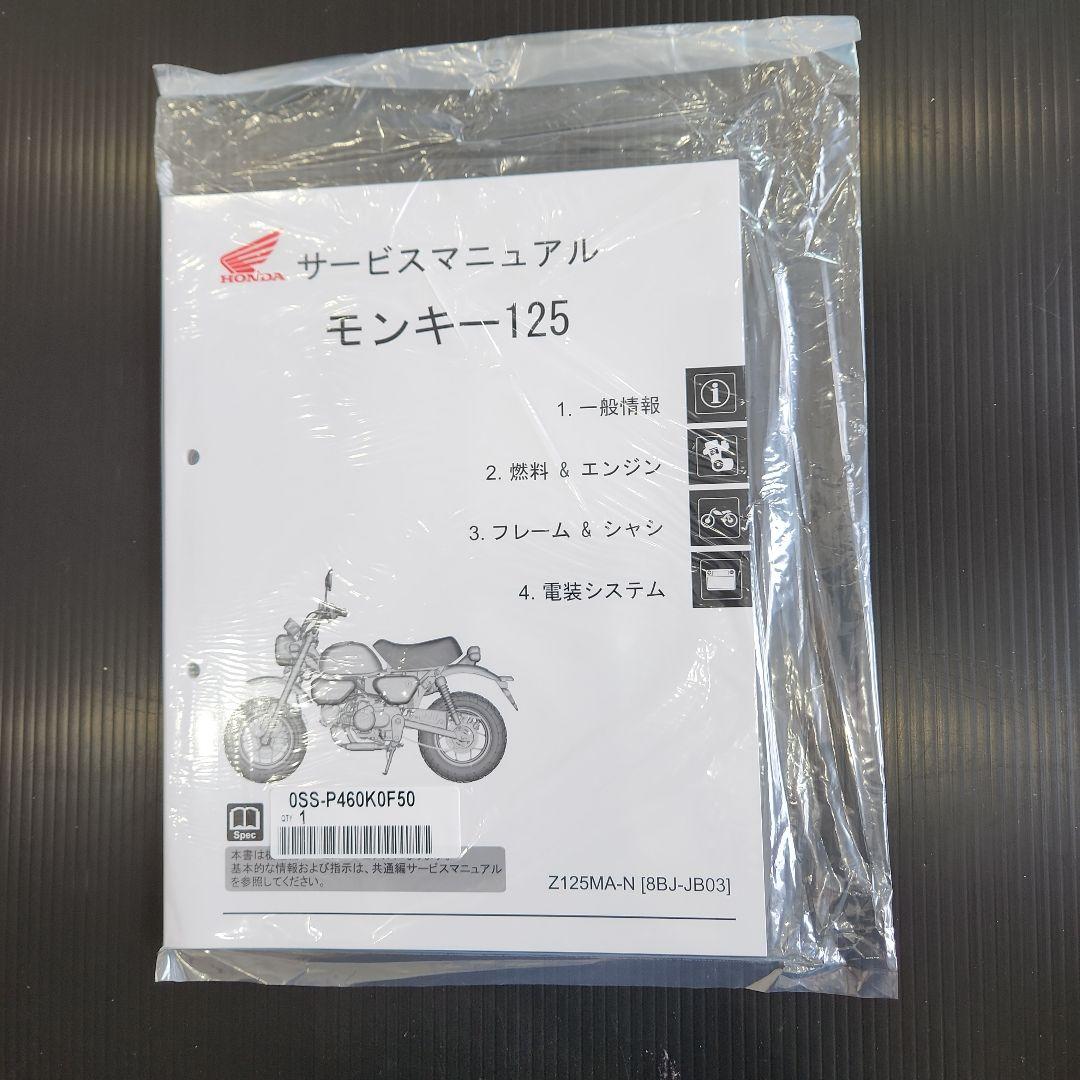 HONDA サービスマニュアル
モンキー125
1. 一般情報
2. 燃料 & エンジン
3. フレーム & シャシ
4. 電装システム
0SS-P460K0F50
QTY 1
Spec
本書は
基本的な情報および指示は、共通編サービスマニュアル
を参照してください。
Z125MA-N [8BJ-JB03]